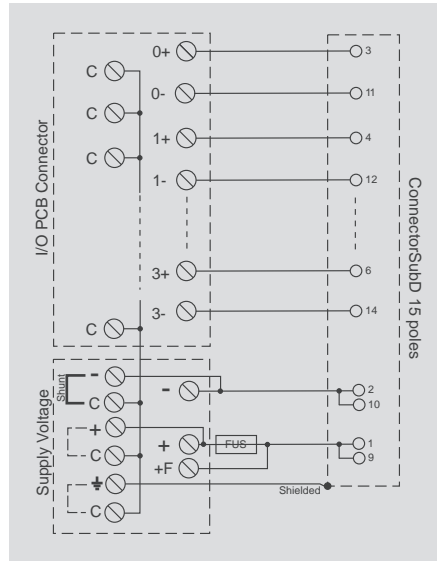 0+ 3
C
0- 11
C
1+ 4
C
1- 12
I/O PCB Connector
ConnectorSubD 15 poles
3+ 6
3- 14
C
Supply Voltage
Shunt
-
- 2
C 10
+
+ FUS 1
C +F 9
Shielded
C